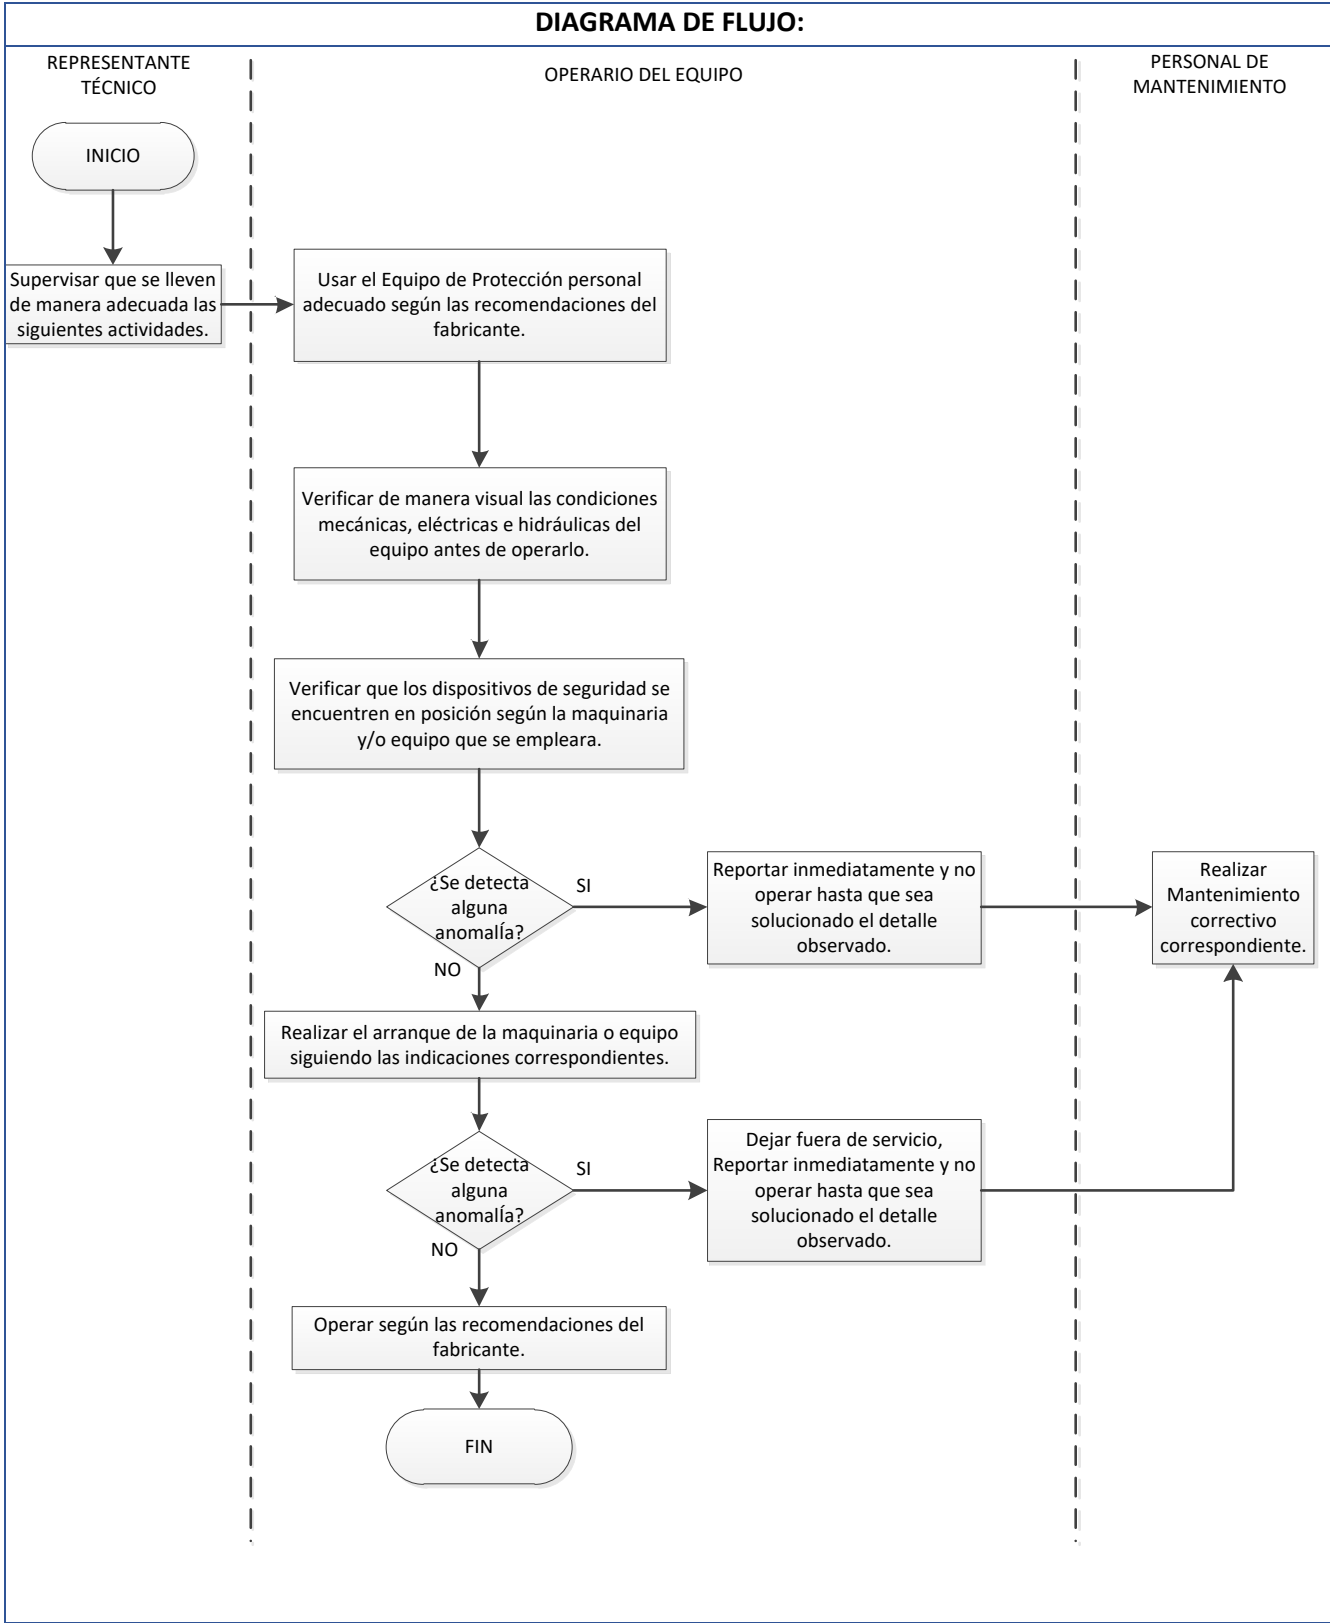 DIAGRAMA DE FLUJO:
REPRESENTANTE
TÉCNICO
OPERARIO DEL EQUIPO
PERSONAL DE
MANTENIMIENTO
INICIO
Supervisar que se lleven
de manera adecuada las
siguientes actividades.
Usar el Equipo de Protección personal
adecuado según las recomendaciones del
fabricante.
Verificar de manera visual las condiciones
mecánicas, eléctricas e hidráulicas del
equipo antes de operarlo.
Verificar que los dispositivos de seguridad se
encuentren en posición según la maquinaria
y/o equipo que se empleara.
¿Se detecta
alguna
anomalía?
SI
Reportar inmediatamente y no
operar hasta que sea
solucionado el detalle
observado.
Realizar
Mantenimiento
correctivo
correspondiente.
NO
Realizar el arranque de la maquinaria o equipo
siguiendo las indicaciones correspondientes.
¿Se detecta
alguna
anomalía?
SI
Dejar fuera de servicio,
Reportar inmediatamente y no
operar hasta que sea
solucionado el detalle
observado.
NO
Operar según las recomendaciones del
fabricante.
FIN